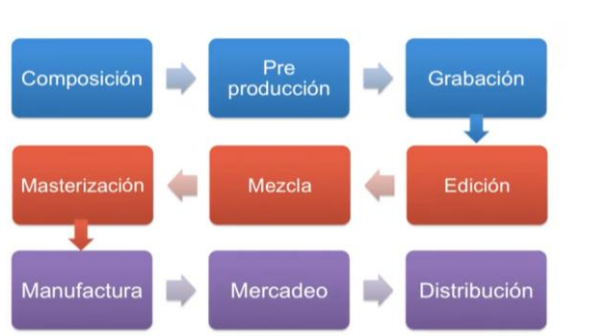 Composición
Pre
producción
Grabación
Masterización
Mezcla
Edición
Manufactura
Mercadeo
Distribución